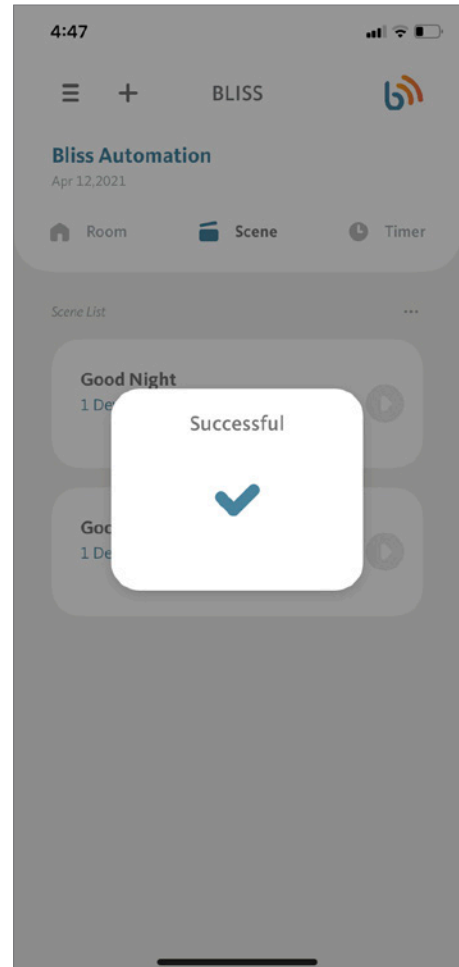 4:47
BLISS
Bliss Automation
Apr 12,2021
Room Scene Timer
Scene List
Good Night
1 De
Successful
Goo
1 De